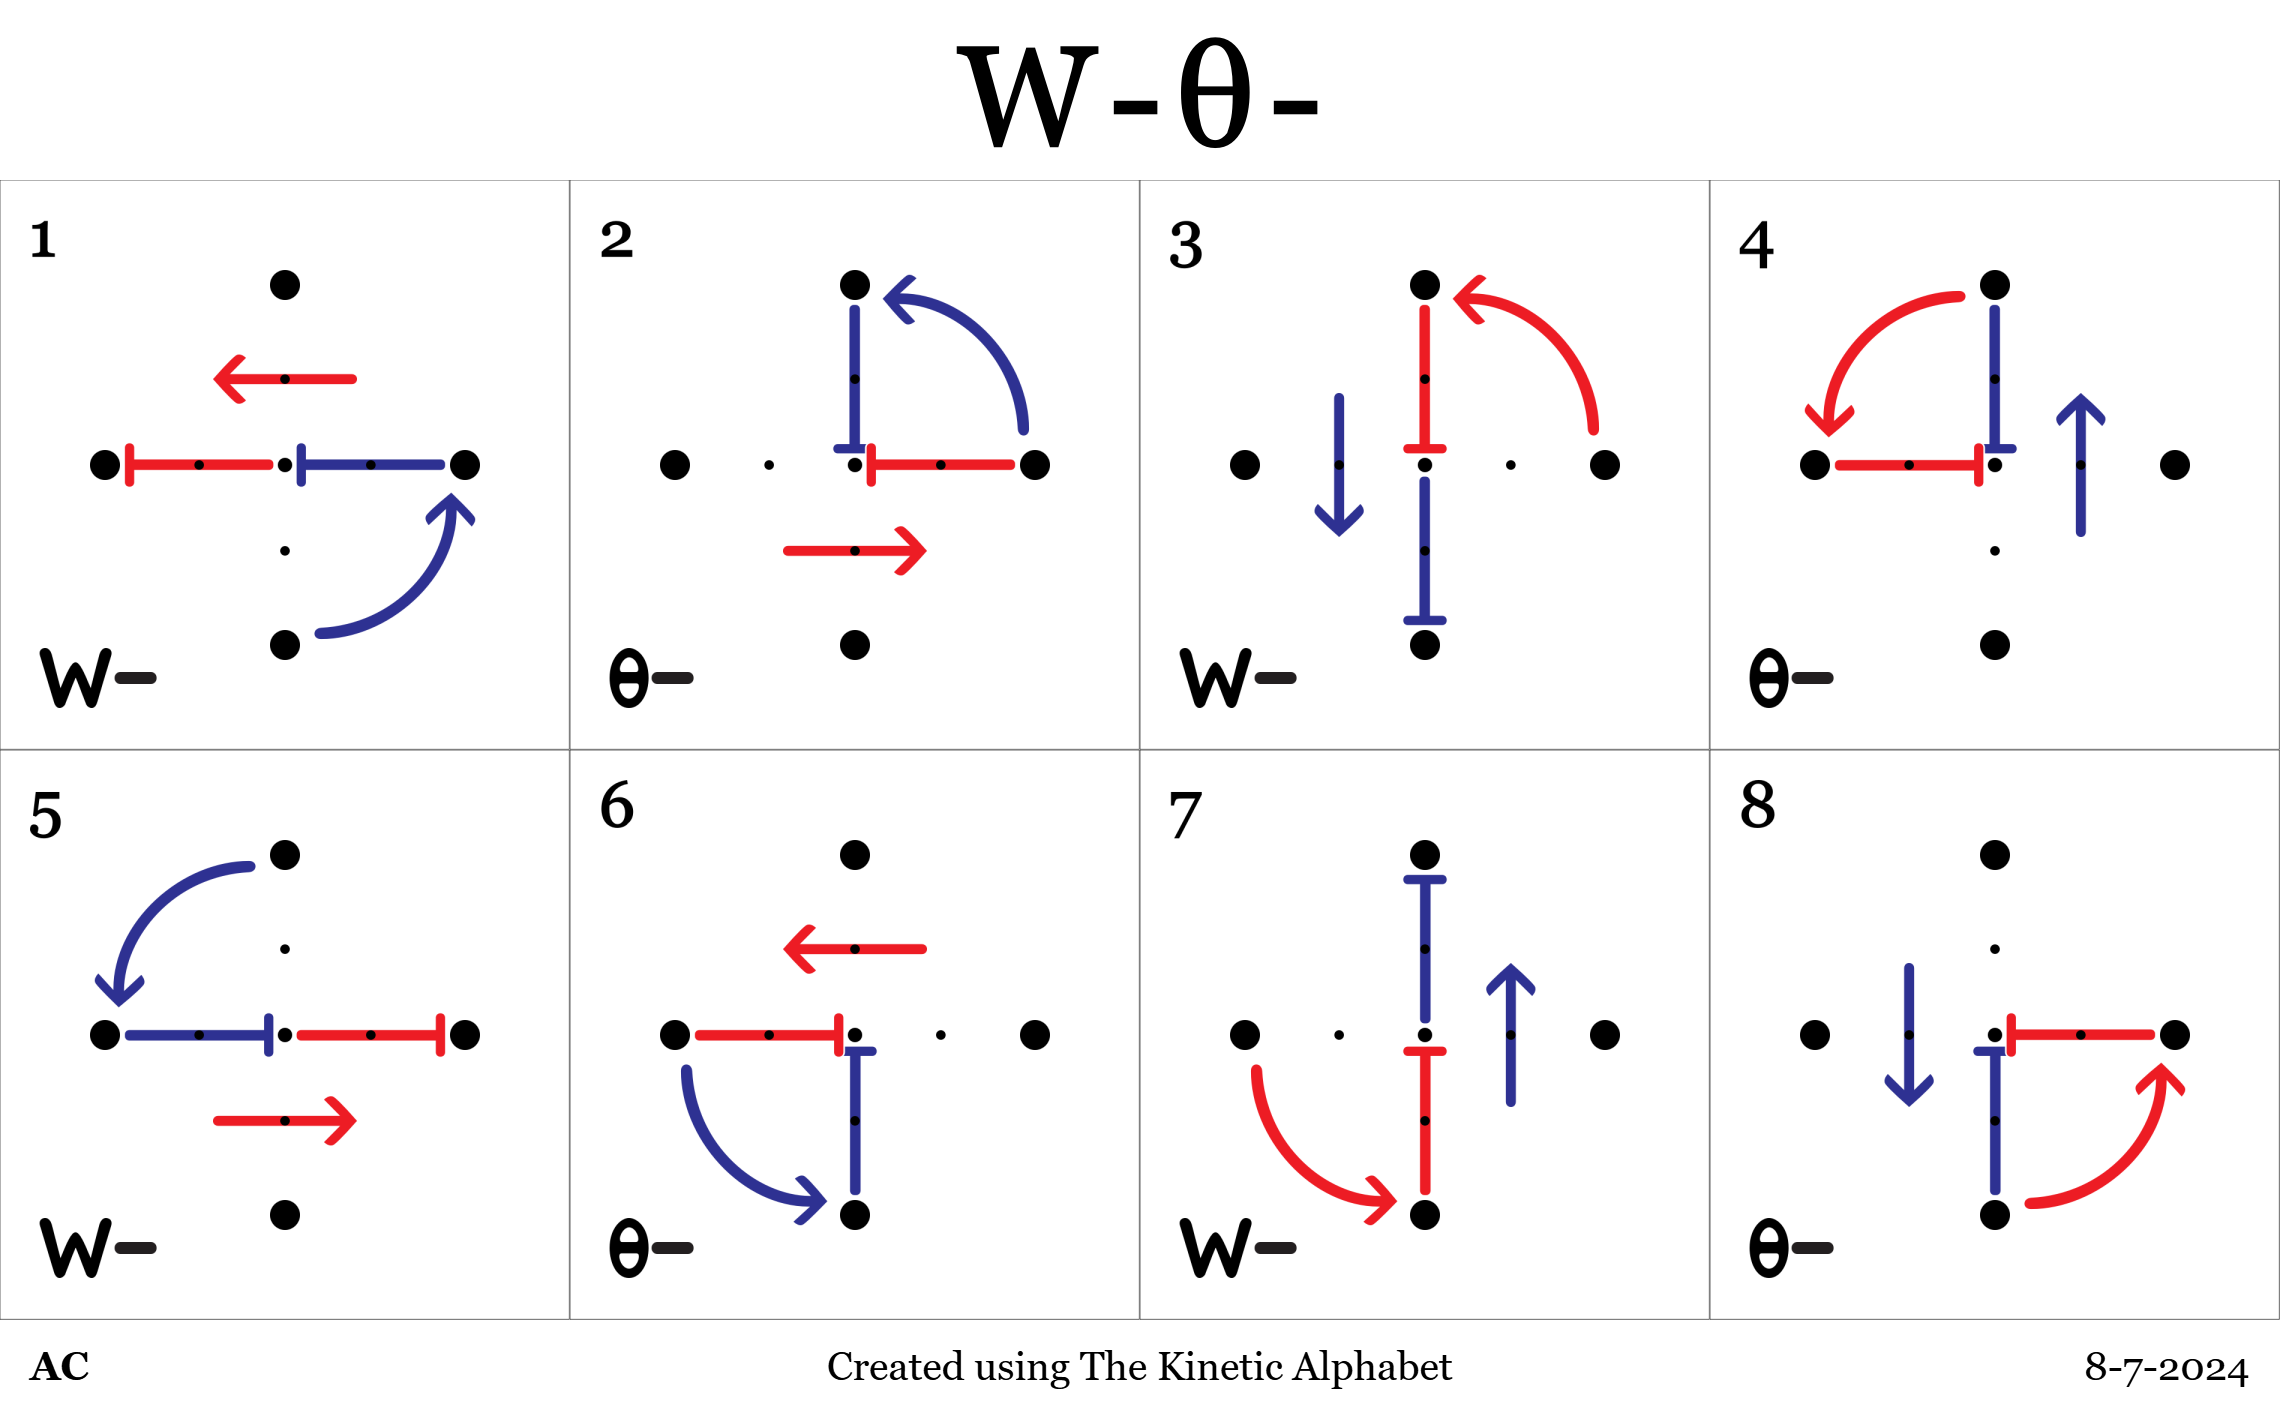 W-θ-
1
2
3
4
W-
θ-
W-
θ-
5
6
7
8
W-
θ-
W-
θ-
AC
Created using The Kinetic Alphabet
8-7-2024